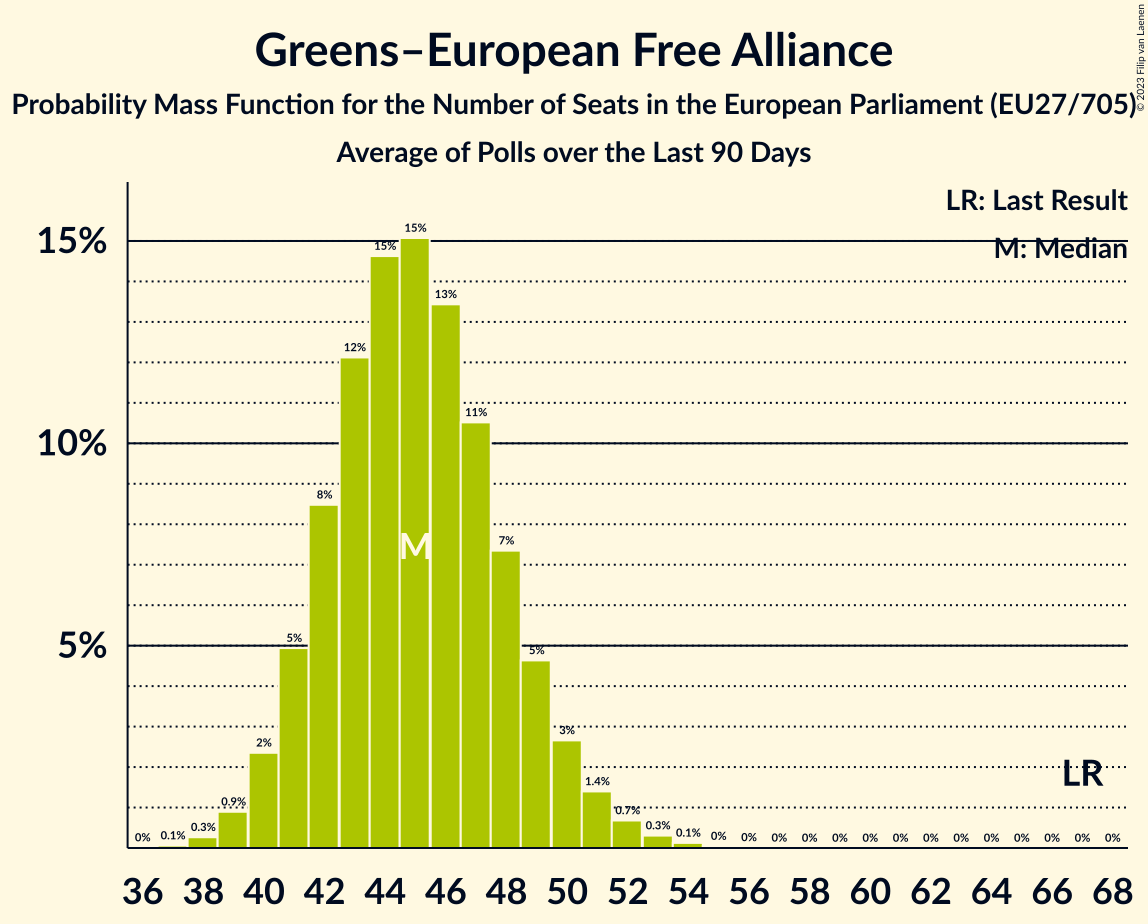 Greens–European Free Alliance
Probability Mass Function for the Number of Seats in the European Parliament (EU27/705)
Average of Polls over the Last 90 Days
© 2023 Filip van Laenen
LR: Last Result
M: Median
15%
10%
5%
0% 0.1% 0.3% 0.9% 2% 5% 8% 12% 15% 15% 13% 11% 7% 5% 3% 1.4% 0.7% 0.3% 0.1% 0% 0% 0% 0% 0% 0% 0% 0% 0% 0% 0% 0% 0% 0%
M
LR
36 38 40 42 44 46 48 50 52 54 56 58 60 62 64 66 68